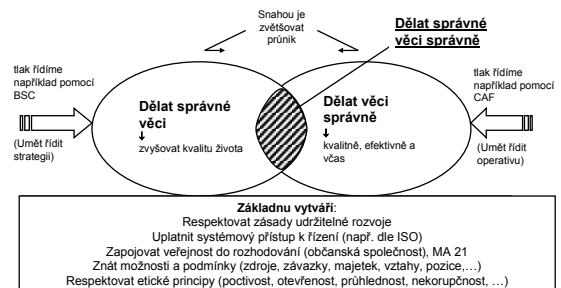 Snahou je
zvětšovat
průnik
Dělat správné
věci správně
tlak řídíme
například pomocí
BSC
(Umět řídit
strategii)
Dělat správné
věci
zvyšovat kvalitu života
Dělat věci
správně
kvalitně, efektivně a
včas
tlak řídíme
například pomocí
CAF
(Umět řídit
operativu)
Základnu vytváří:
Respektovat zásady udržitelné rozvoje
Uplatnit systémový přístup k řízení (např. dle ISO)
Zapojovat veřejnost do rozhodování (občanská společnost), MA 21
Znát možnosti a podmínky (zdroje, závazky, majetek, vztahy, pozice,…)
Respektovat etické principy (poctivost, otevřenost, průhlednost, nekorupčnost, …)